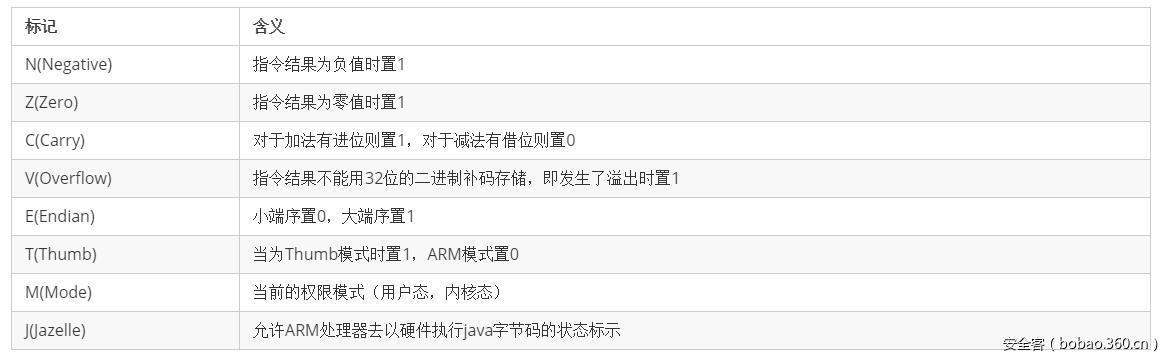 标记 含义
N(Negative) 指令结果为负值时置1
Z(Zero) 指令结果为零值时置1
C(Carry) 对于加法有进位则置1，对于减法有借位则置0
V(Overflow) 指令结果不能用32位的二进制补码存储，即发生了溢出时置1
E(Endian) 小端序置0，大端序置1
T(Thumb) 当为Thumb模式时置1，ARM模式置0
M(Mode) 当前的权限模式（用户态，内核态）
J(Jazelle) 允许ARM处理器去以硬件执行java字节码的状态标示
安全客（bobao.360.cn）